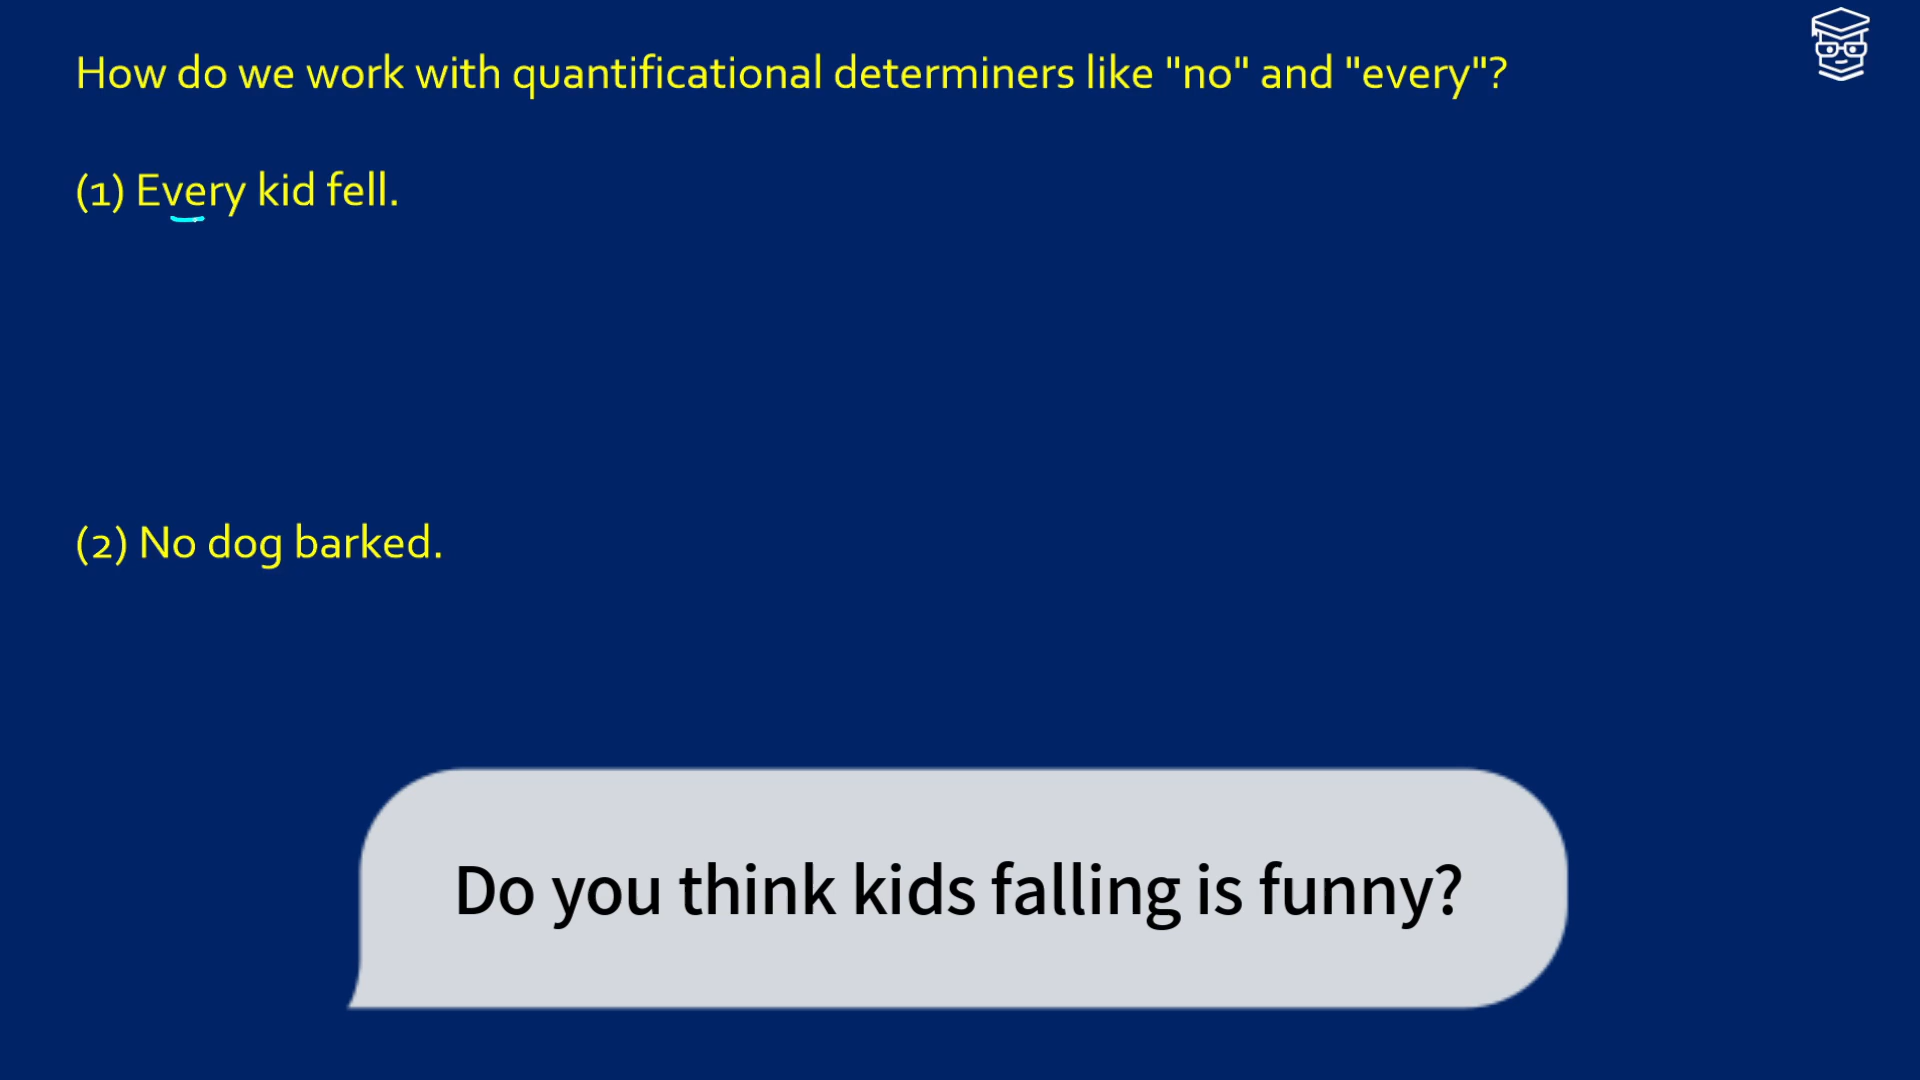 How do we work with quantificational determiners like "no" and "every"?
(1) Every kid fell.
(2) No dog barked.
Do you think kids falling is funny?